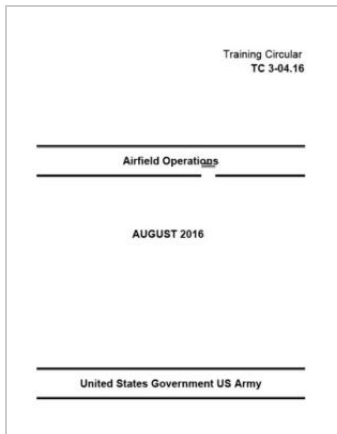 Training Circular
TC 3-04.16
Airfield Operations
AUGUST 2016
United States Government US Army